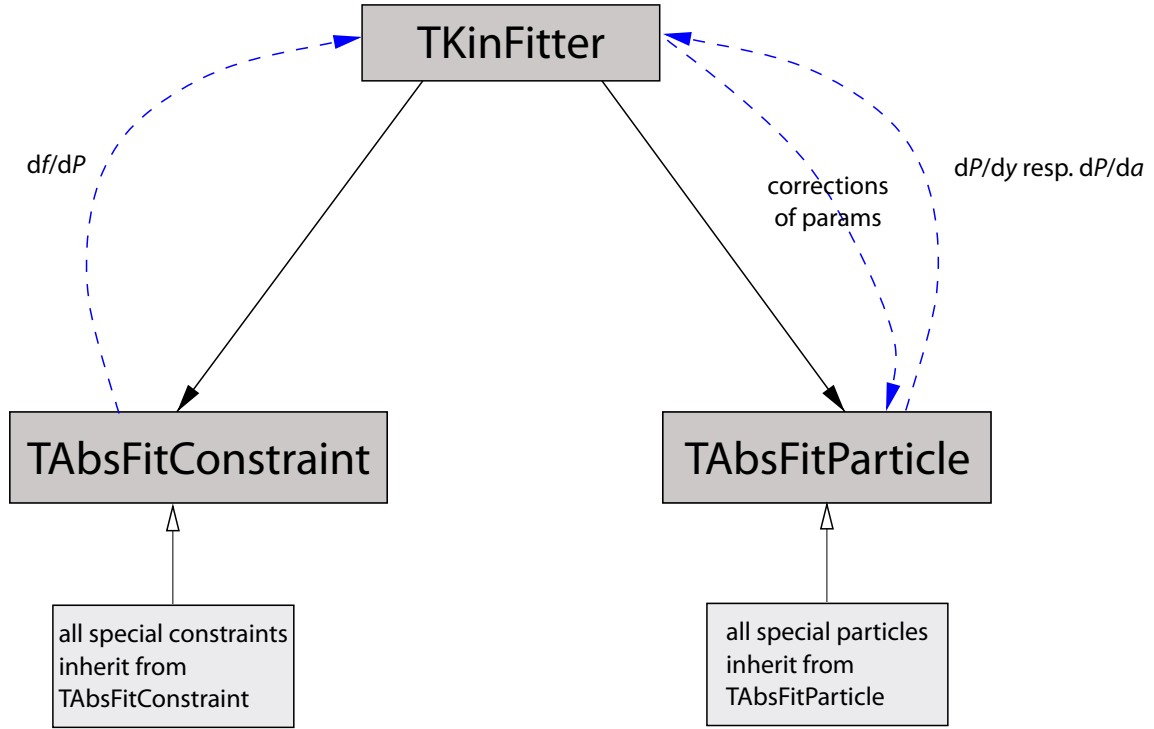 TKinFitter
df/dP
dP/dy resp. dP/da
corrections
of params
TAbsFitConstraint
TAbsFitParticle
all special constraints
inherit from
TAbsFitConstraint
all special particles
inherit from
TAbsFitParticle